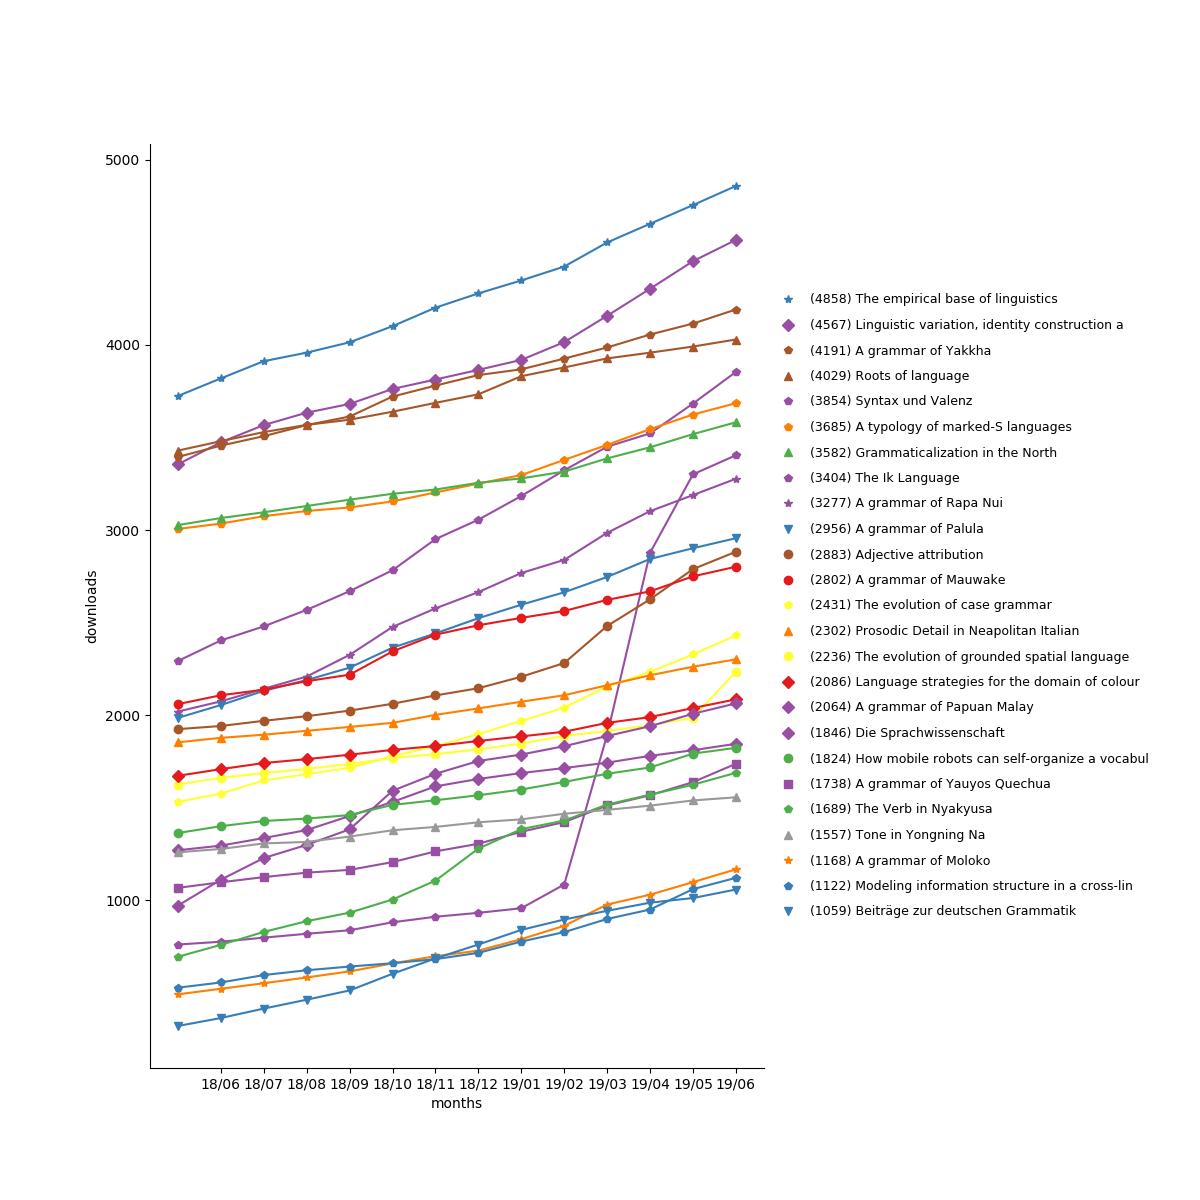 5000
4000
3000
2000
1000
downloads
18/06 18/07 18/08 18/09 18/10 18/11 18/12 19/01 19/02 19/03 19/04 19/05 19/06
months
(4858) The empirical base of linguistics
(4567) Linguistic variation, identity construction a
(4191) A grammar of Yakkha
(4029) Roots of language
(3854) Syntax und Valenz
(3685) A typology of marked-S languages
(3582) Grammaticalization in the North
(3404) The Ik Language
(3277) A grammar of Rapa Nui
(2956) A grammar of Palula
(2883) Adjective attribution
(2802) A grammar of Mauwake
(2431) The evolution of case grammar
(2302) Prosodic Detail in Neapolitan Italian
(2236) The evolution of grounded spatial language
(2086) Language strategies for the domain of colour
(2064) A grammar of Papuan Malay
(1846) Die Sprachwissenschaft
(1824) How mobile robots can self-organize a vocabul
(1738) A grammar of Yauyos Quechua
(1689) The Verb in Nyakyusa
(1557) Tone in Yongning Na
(1168) A grammar of Moloko
(1122) Modeling information structure in a cross-lin
(1059) Beiträge zur deutschen Grammatik